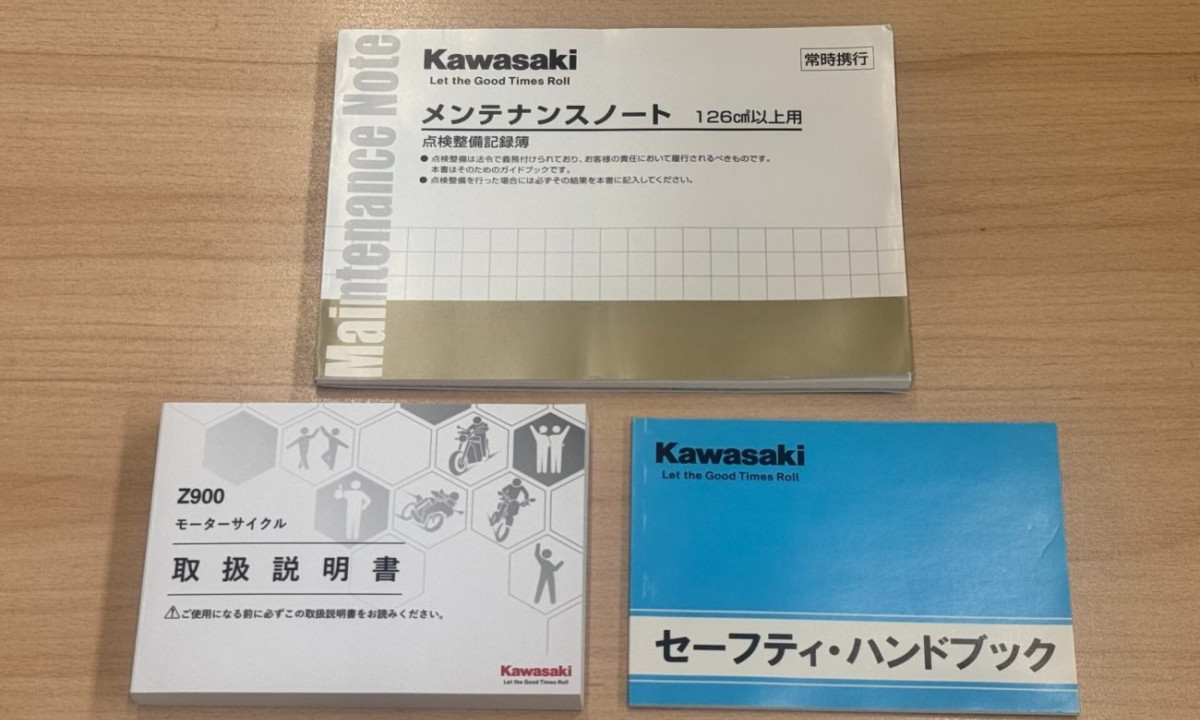 Maintenance Note
Kawasaki
Let the Good Times Roll
常時携行
メンテナンスノート 126c㎡以上用
点検整備記録簿
● 点検整備は法令で義務付けられており、お客様の責任において履行されるべきものです。
本書はそのためのガイドブックです。
● 点検整備を行った場合には必ずその結果を本書に記入してください。
Z900
モーターサイクル
取扱説明書
⚠ご使用になる前に必ずこの取扱説明書をお読みください。
Kawasaki
Let the Good Times Roll
Kawasaki
Let the Good Times Roll
セーフティ・ハンドブック